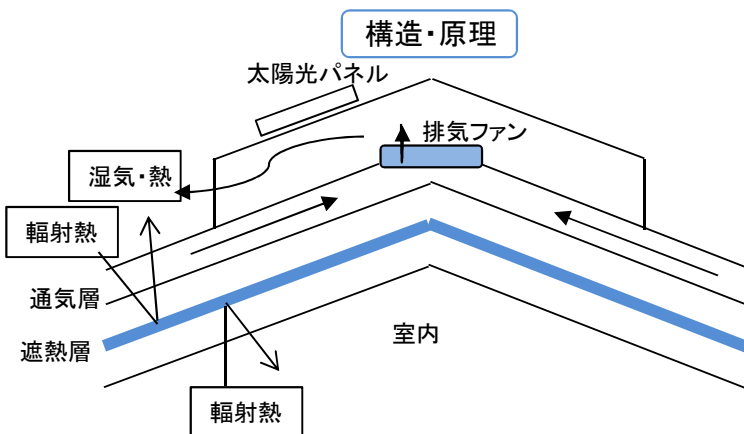 構造・原理
太陽光パネル
排気ファン
湿気・熱
輻射熱
通気層
遮熱層
室内
輻射熱